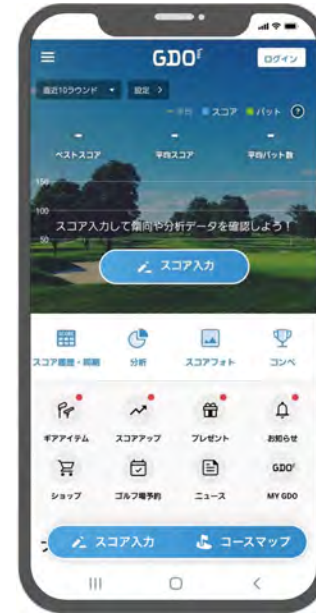 GDO
ログイン
最近10ラウンド 設定
スコア パット ?
- - -
ベストスコア 平均スコア 平均パット数
150
100
スコア入力して傾向や分析データを確認しよう！
50
スコア入力
スコア履歴・即期 分析 スコアフォト コンペ
ギアアイテム スコアアップ プレゼント お知らせ
GDO
ショップ ゴルフ場予約 ニュース MY GDO
スコア入力 コースマップ